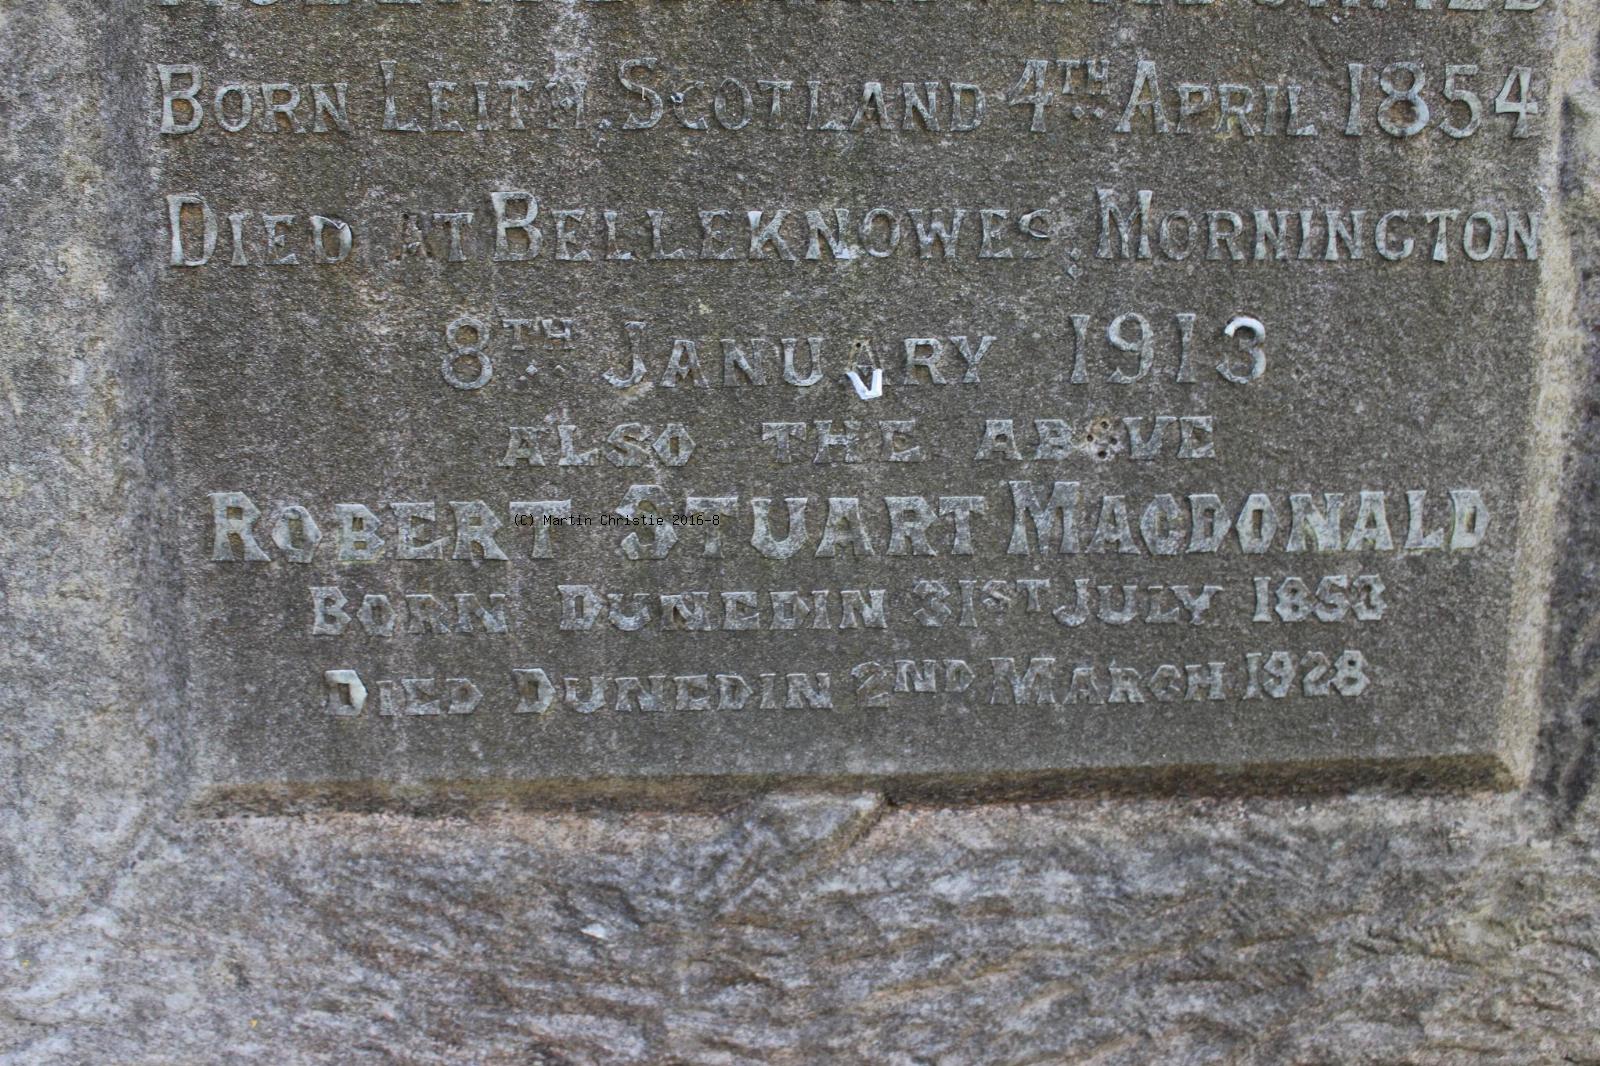 BORN LEITH, SCOTLAND 4TH APRIL 1854
DIED AT BELLEKNOWES, MORNINGTON
8TH JANUARY 1913
ALSO THE ABOVE
ROBERT STUART MACDONALD
(C) Martin Christie 2016-8
BORN DUNEDIN 31ST JULY 1853
DIED DUNEDIN 2ND MARCH 1928